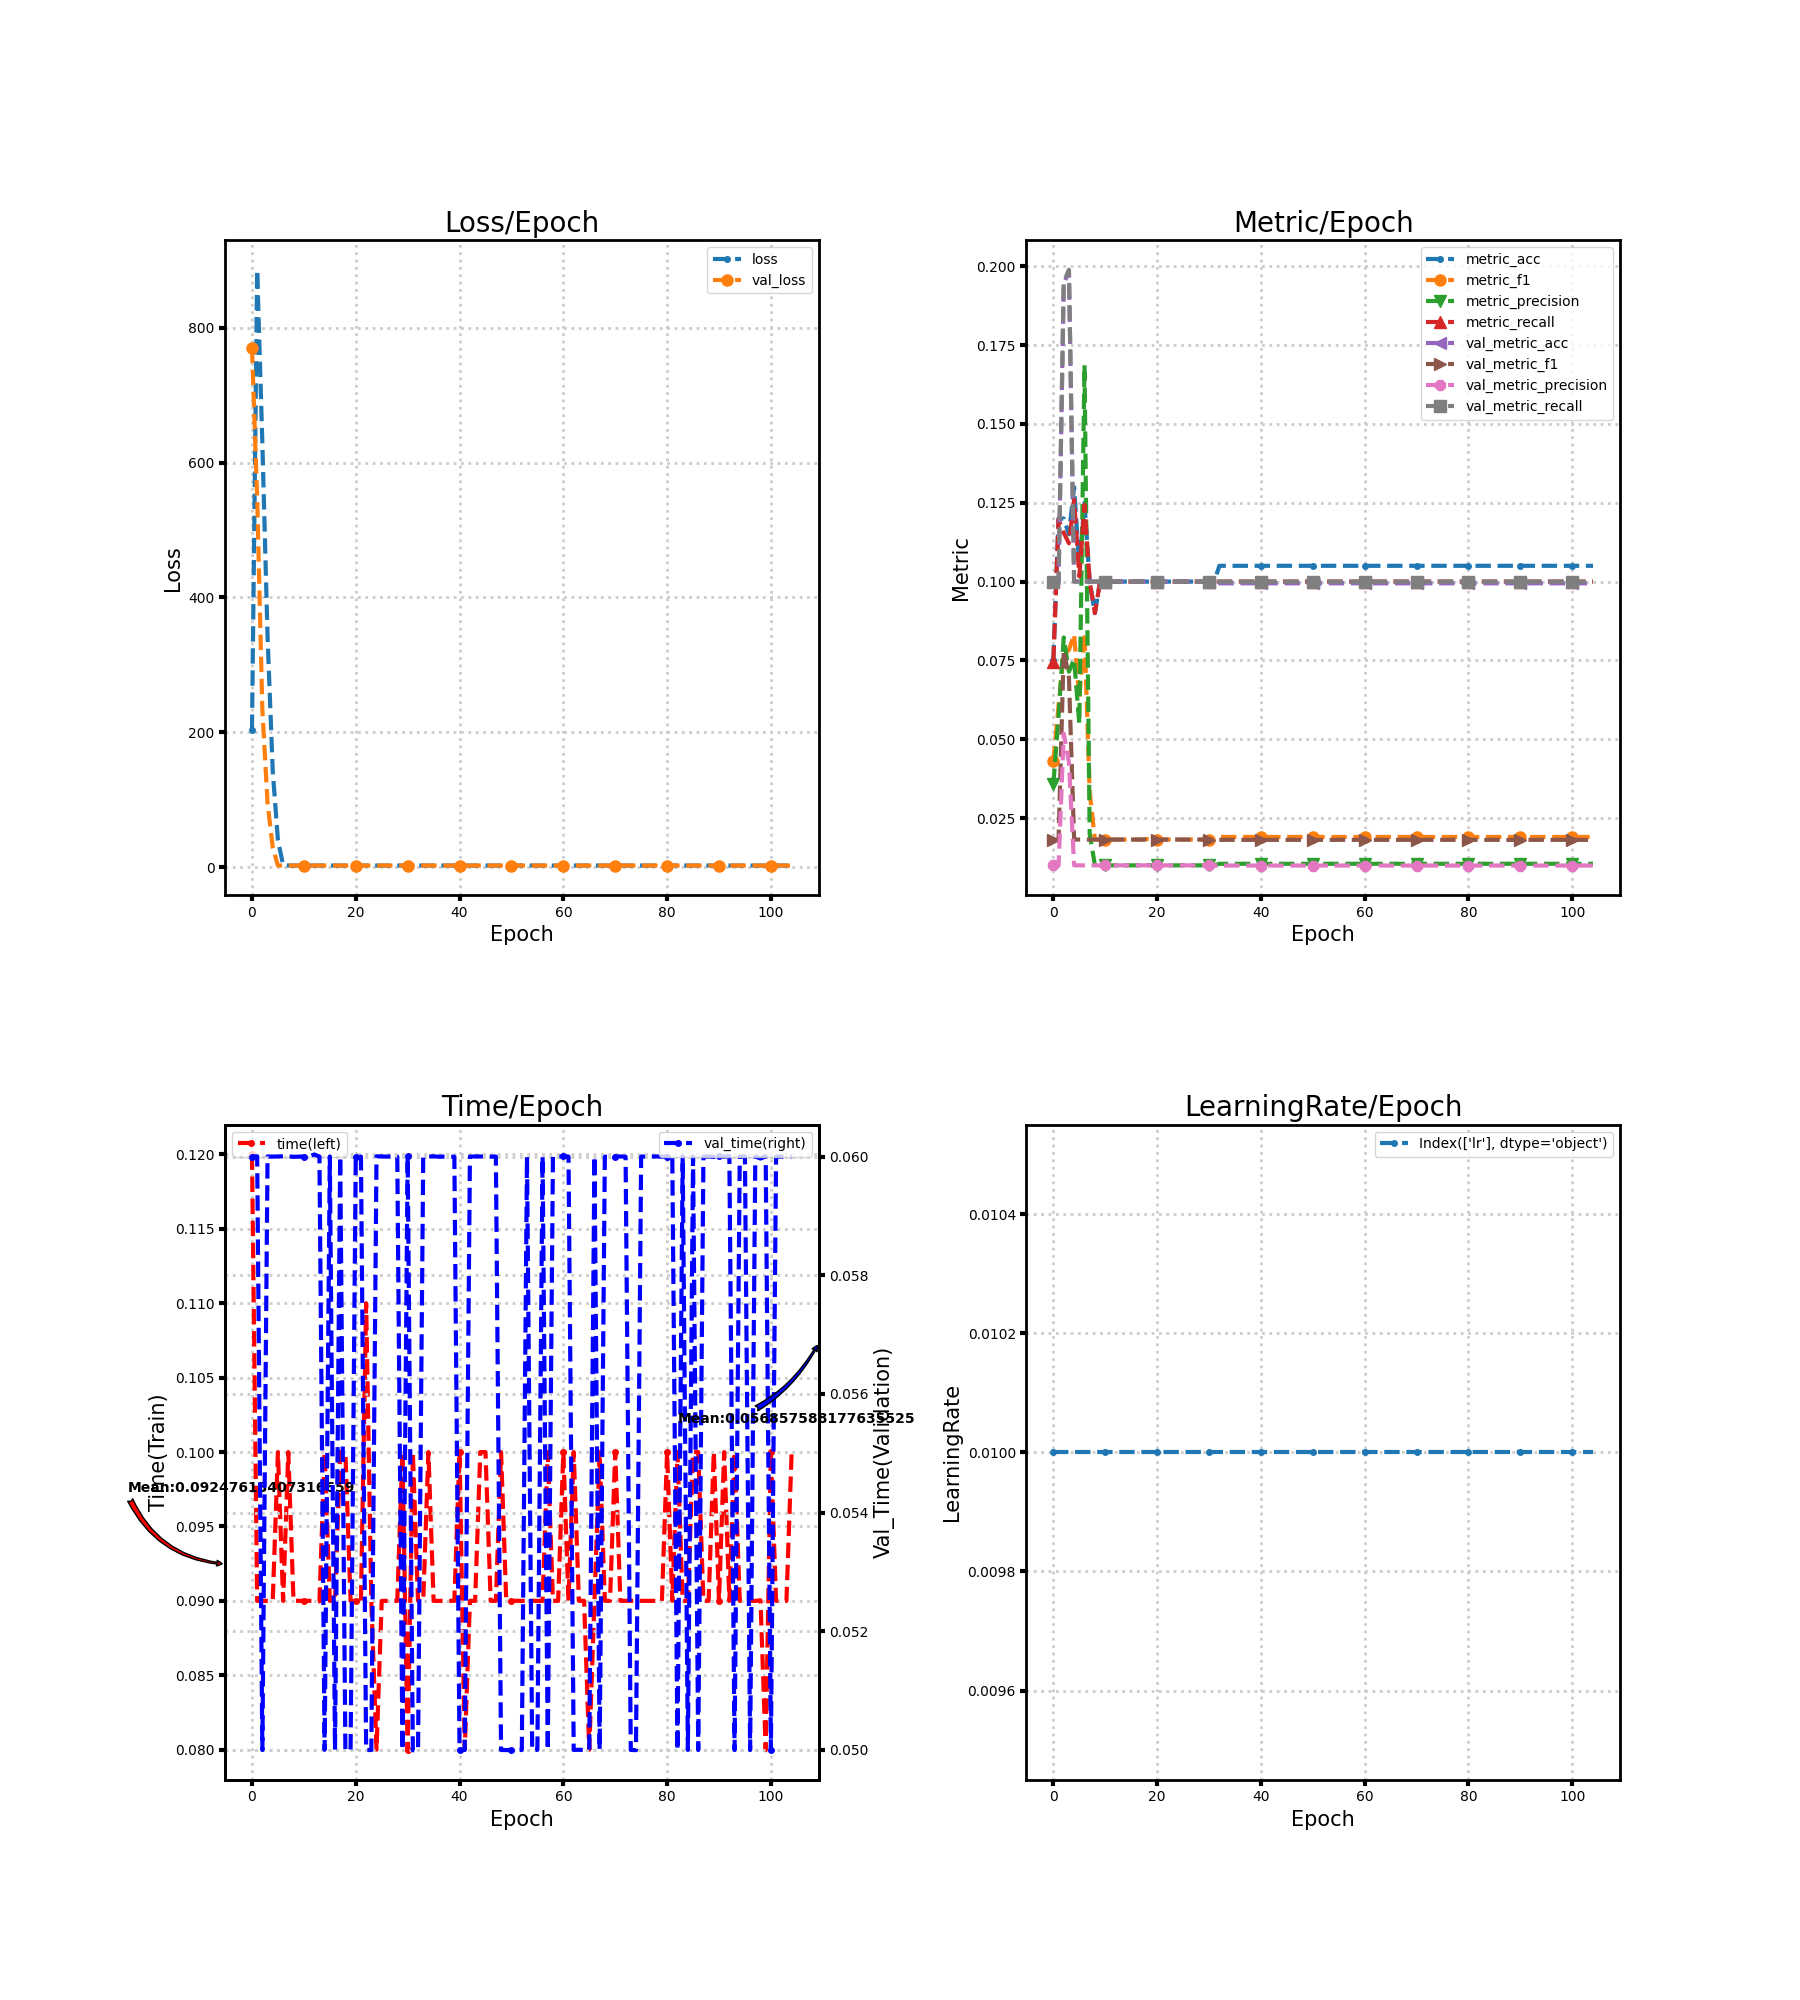 Loss/Epoch
loss
val_loss
800
600
400
200
0
Loss
0 20 40 60 80 100
Epoch
Metric/Epoch
metric_acc
metric_f1
metric_precision
metric_recall
val_metric_acc
val_metric_f1
val_metric_precision
val_metric_recall
0.200
0.175
0.150
0.125
0.100
0.075
0.050
0.025
Metric
0 20 40 60 80 100
Epoch
Time/Epoch
time(left)
val_time(right)
0.120
0.115
0.110
0.105
0.100
0.095
0.090
0.085
0.080
Time(Train)
0.060
0.058
0.056
0.054
0.052
0.050
Val_Time(Validation)
0 20 40 60 80 100
Epoch
LearningRate/Epoch
Index(['lr'], dtype='object')
0.0104
0.0102
0.0100
0.0098
0.0096
LearningRate
0 20 40 60 80 100
Epoch